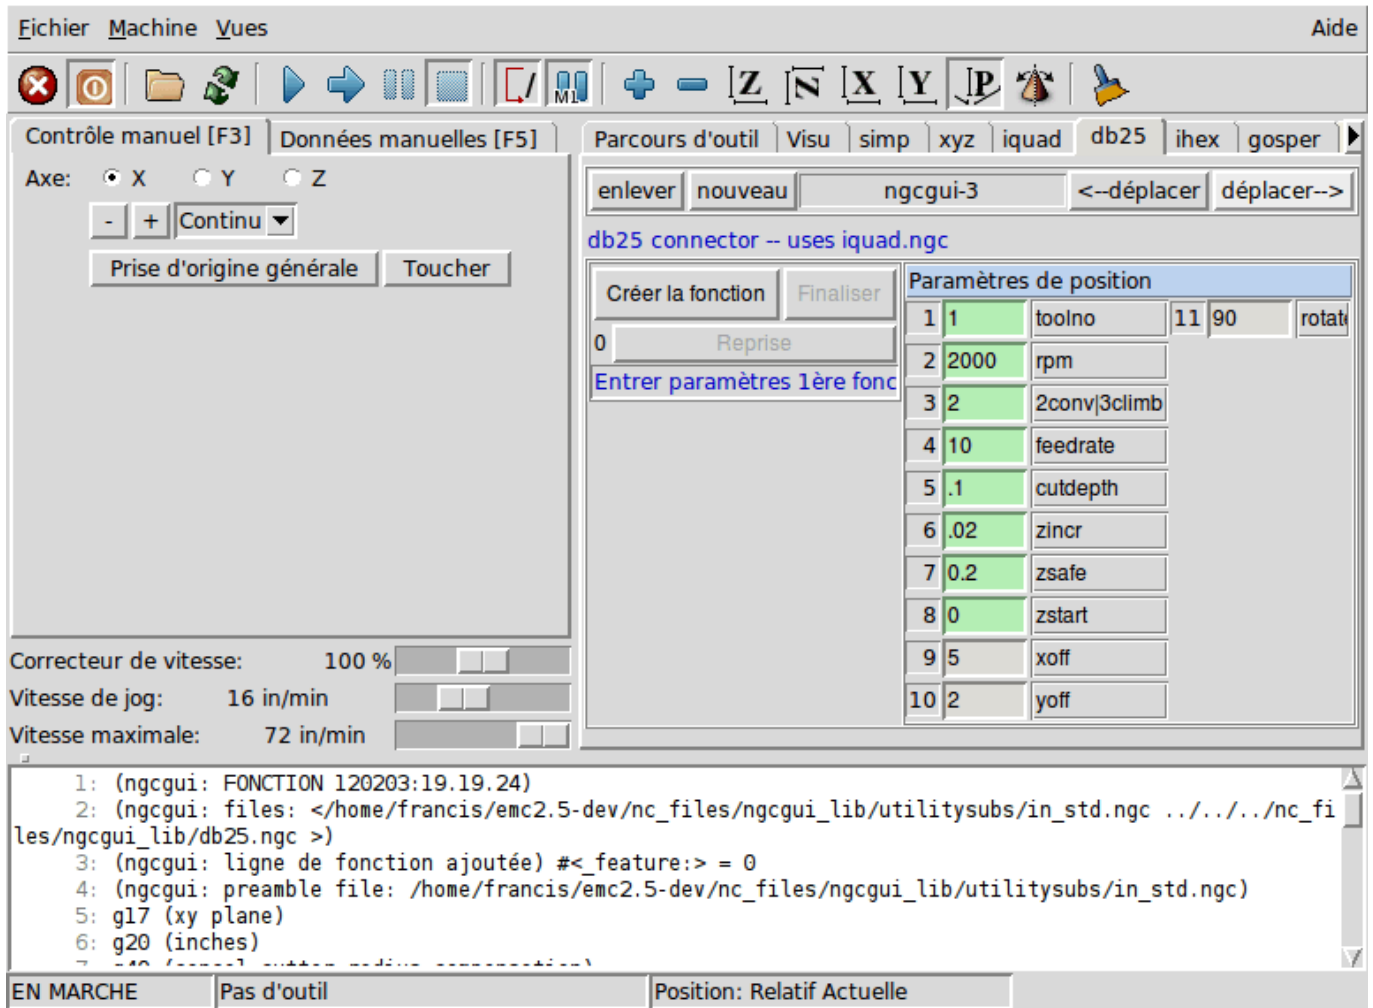 Fichier Machine Vues Aide
M1 Z N X Y P
Contrôle manuel [F3] Données manuelles [F5]
Parcours d'outil Visu simp xyz iquad db25 ihex gosper
Axe: X Y Z
- + Continu
Prise d'origine générale Toucher
enlever nouveau ngcgui-3 <--déplacer déplacer-->
db25 connector -- uses iquad.ngc
Créer la fonction Finaliser
0 Reprise
Entrer paramètres 1ère fonc
Paramètres de position
1 1 toolno 11 90 rotate
2 2000 rpm
3 2 2conv|3climb
4 10 feedrate
5 .1 cutdepth
6 .02 zincr
7 0.2 zsafe
8 0 zstart
9 5 xoff
10 2 yoff
Correcteur de vitesse: 100 %
Vitesse de jog: 16 in/min
Vitesse maximale: 72 in/min
1: (ngcgui: FONCTION 120203:19.19.24)
2: (ngcgui: files: </home/francis/emc2.5-dev/nc_files/ngcgui_lib/utilitysubs/in_std.ngc ../../../nc_fi
les/ngcgui_lib/db25.ngc >)
3: (ngcgui: ligne de fonction ajoutée) #<_feature:> = 0
4: (ngcgui: preamble file: /home/francis/emc2.5-dev/nc_files/ngcgui_lib/utilitysubs/in_std.ngc)
5: g17 (xy plane)
6: g20 (inches)
EN MARCHE Pas d'outil Position: Relatif Actuelle